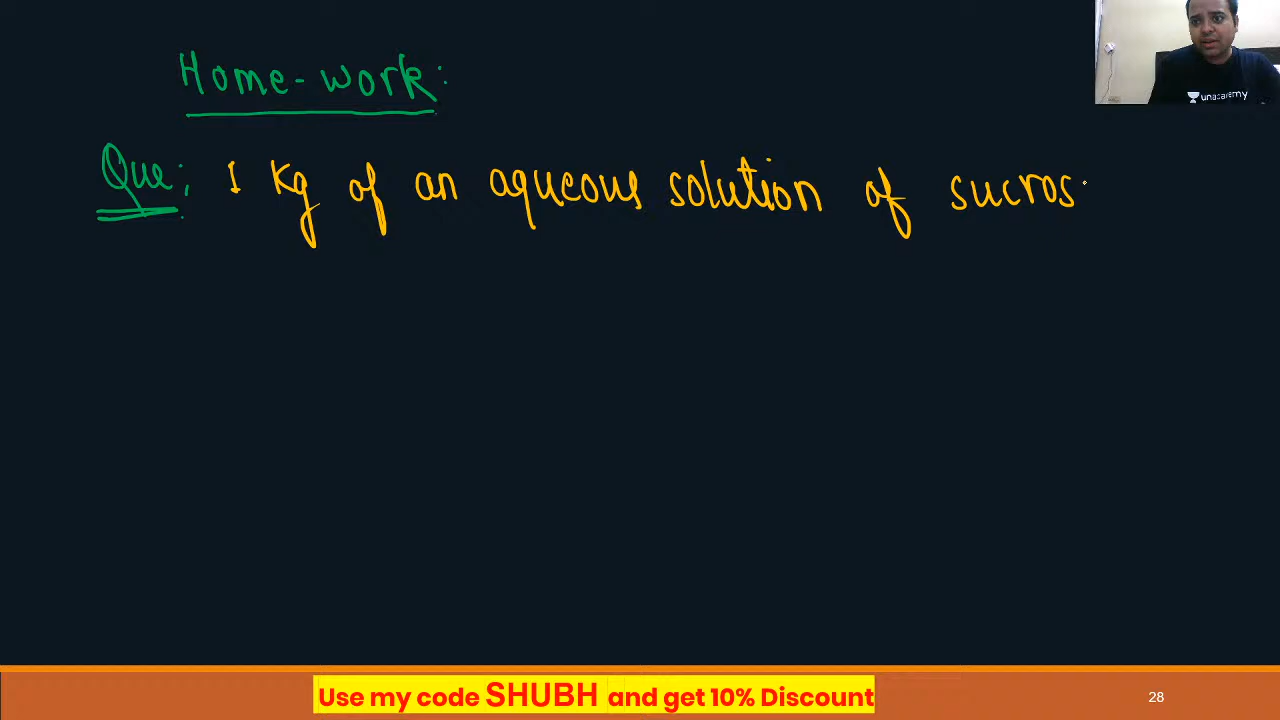 Home-work:
Que: 1 Kg of an aqueous solution of sucros
unacademy
Use my code SHUBH and get 10% Discount
28